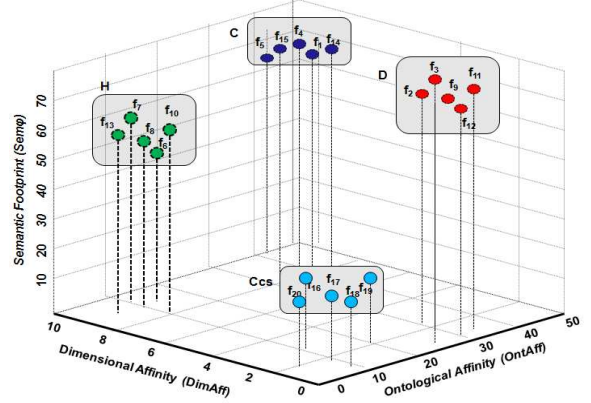 C
f5 f15 f4 f1 f14
D
f2 f3 f9 f11 f12
H
f13 f7 f8 f6 f10
Ccs
f20 f16 f17 f18 f19
Semantic Footprint (Semp)
70
60
50
40
30
20
10
10
8
6
4
2
0
Dimensional Affinity (DimAff)
0
10
20
30
40
50
Ontological Affinity (OntAff)